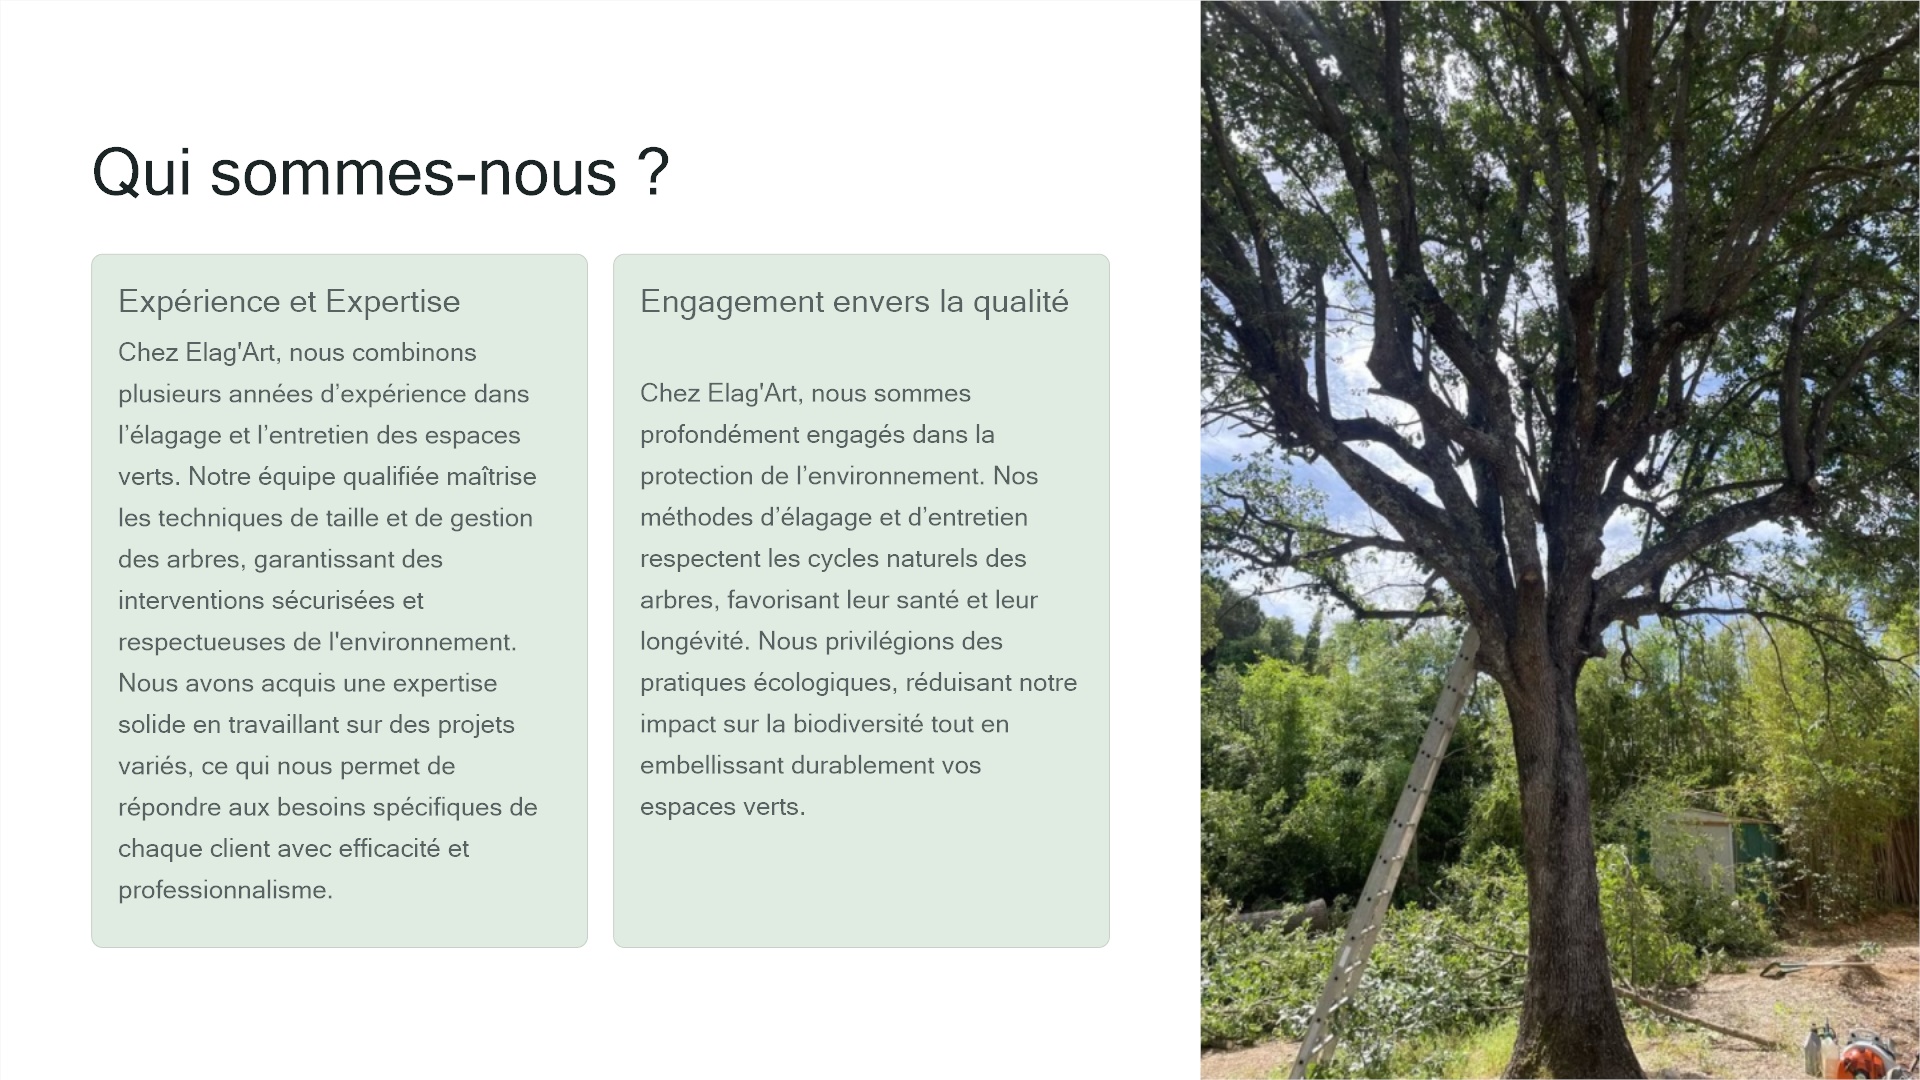 Qui sommes-nous ?
Expérience et Expertise
Chez Elag'Art, nous combinons
plusieurs années d’expérience dans
l’élagage et l’entretien des espaces
verts. Notre équipe qualifiée maîtrise
les techniques de taille et de gestion
des arbres, garantissant des
interventions sécurisées et
respectueuses de l'environnement.
Nous avons acquis une expertise
solide en travaillant sur des projets
variés, ce qui nous permet de
répondre aux besoins spécifiques de
chaque client avec efficacité et
professionnalisme.
Engagement envers la qualité
Chez Elag'Art, nous sommes
profondément engagés dans la
protection de l’environnement. Nos
méthodes d’élagage et d’entretien
respectent les cycles naturels des
arbres, favorisant leur santé et leur
longévité. Nous privilégions des
pratiques écologiques, réduisant notre
impact sur la biodiversité tout en
embellissant durablement vos
espaces verts.